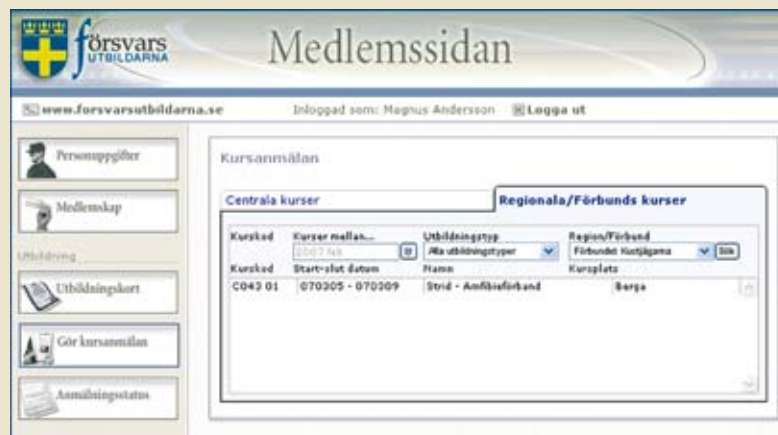 försvars
UTBILDARNA
Medlemssidan
www.forsvarsutbildarna.se Inloggad som: Magnus Andersson Logga ut
Personuppgifter
Medlemskap
Utbildning
Utbildningskort
Gör kursanmälan
Anmälningsstatus
Kursanmälan
Centrala kurser Regionala/Förbunds kurser
Kurskod Kurser mellan... Utbildningstyp Region/Förbund
2007 feb Alla utbildningstyper Förbundet Kustjägarna Sök
Kurskod Start-slut datum Namn Kursplats
C043 01 070305 - 070309 Strid - Amfibieförband Berga